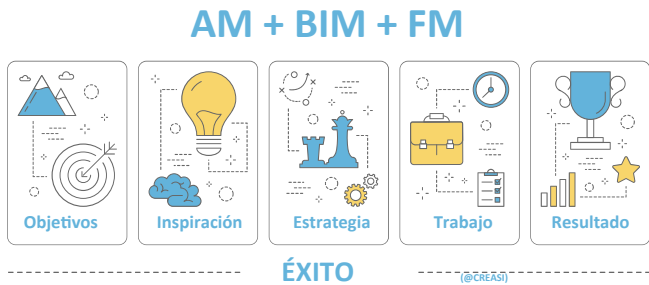 AM + BIM + FM
Objetivos
Inspiración
Estrategia
Trabajo
Resultado
ÉXITO
(@CREASI)